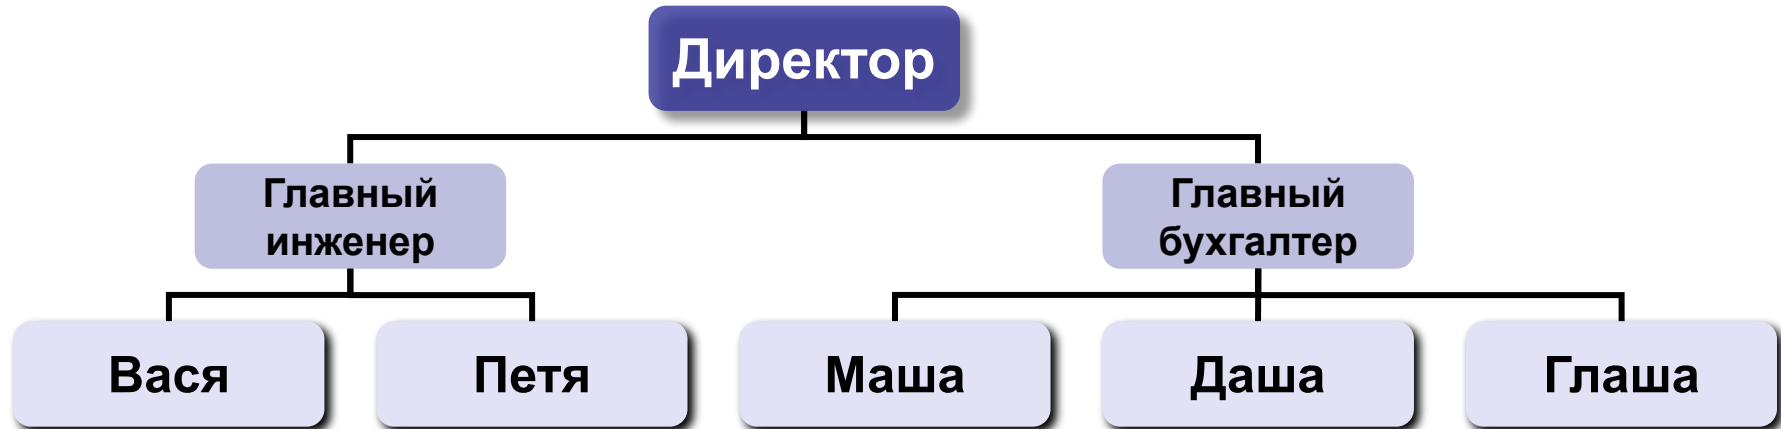 Директор
Главный
инженер
Главный
бухгалтер
Вася
Петя
Маша
Даша
Глаша